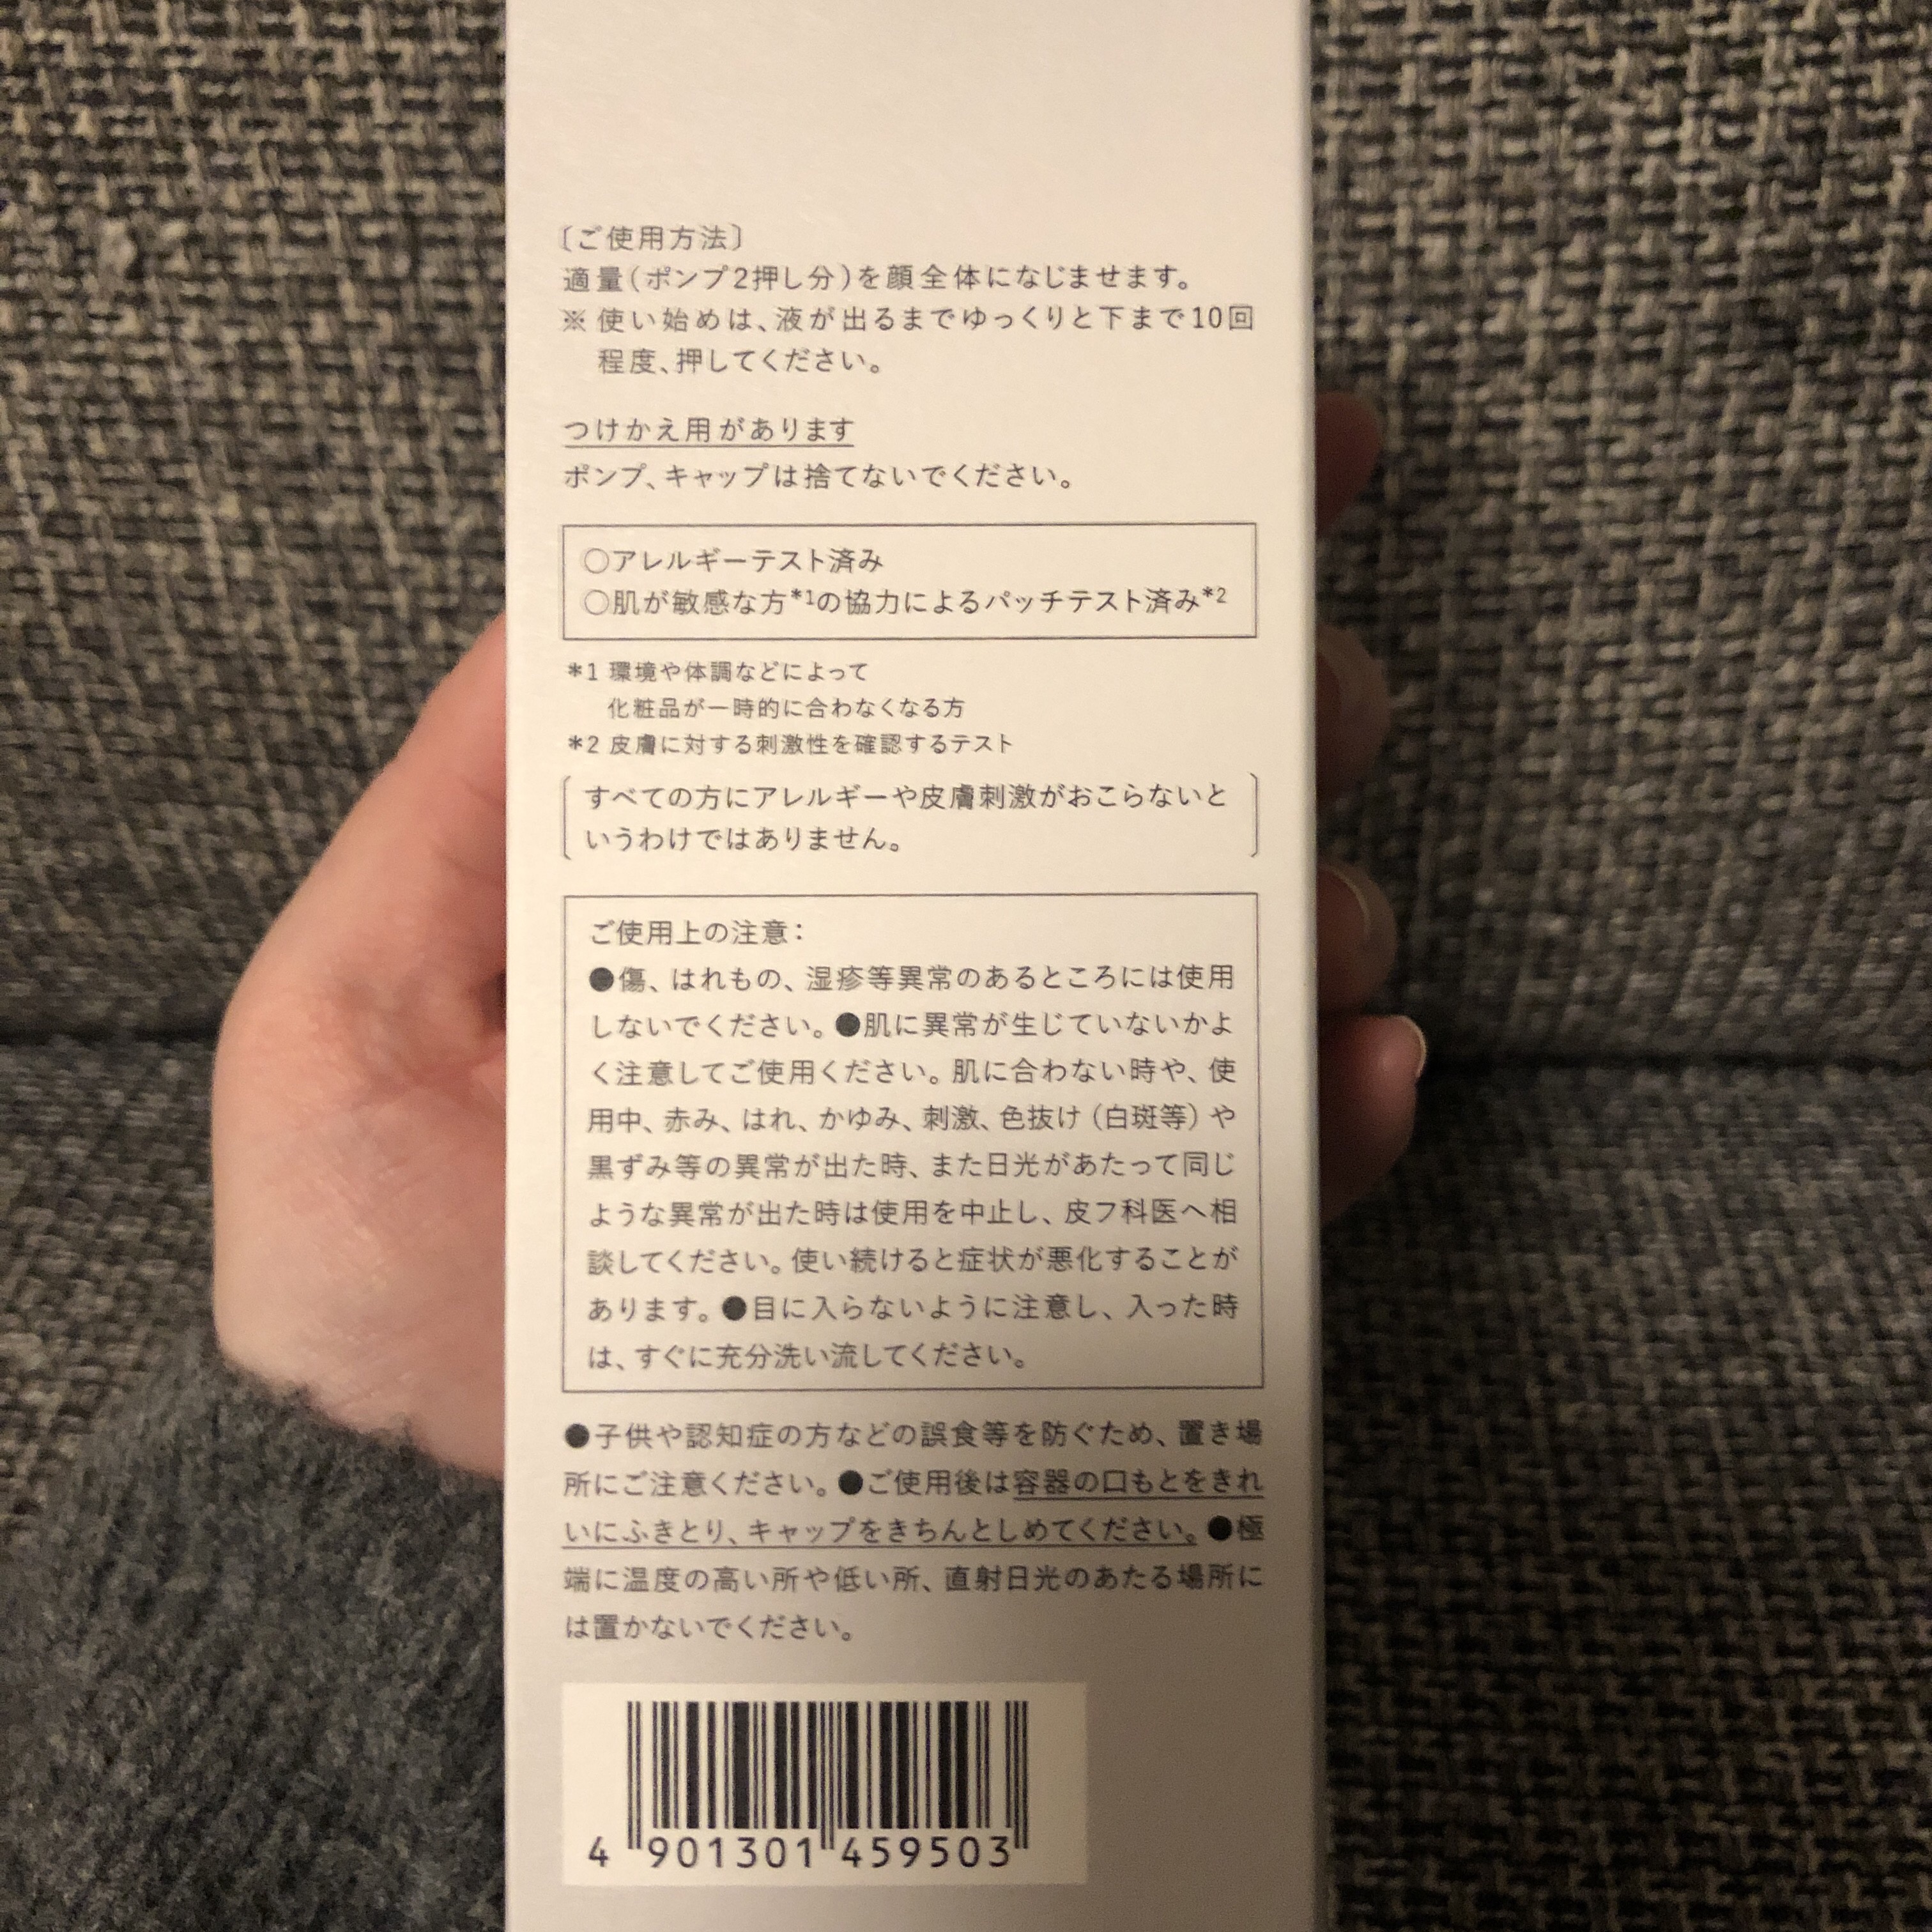 〔ご使用方法〕
適量(ポンプ2押し分)を顔全体になじませます。
※ 使い始めは、液が出るまでゆっくりと下まで10回
程度、押してください。
つけかえ用があります
ポンプ、キャップは捨てないでください。
○アレルギーテスト済み
○肌が敏感な方*1の協力によるパッチテスト済み*2
*1 環境や体調などによって
化粧品が一時的に合わなくなる方
*2 皮膚に対する刺激性を確認するテスト
すべての方にアレルギーや皮膚刺激がおこらないと
いうわけではありません。
ご使用上の注意：
●傷、はれもの、湿疹等異常のあるところには使用
しないでください。●肌に異常が生じていないかよ
く注意してご使用ください。肌に合わない時や、使
用中、赤み、はれ、かゆみ、刺激、色抜け（白斑等）や
黒ずみ等の異常が出た時、また日光があたって同じ
ような異常が出た時は使用を中止し、皮フ科医へ相
談してください。使い続けると症状が悪化することが
あります。●目に入らないように注意し、入った時
は、すぐに充分洗い流してください。
●子供や認知症の方などの誤食等を防ぐため、置き場
所にご注意ください。●ご使用後は容器の口もとをきれ
いにふきとり、キャップをきちんとしめてください。●極
端に温度の高い所や低い所、直射日光のあたる場所に
は置かないでください。
4 901301 459503